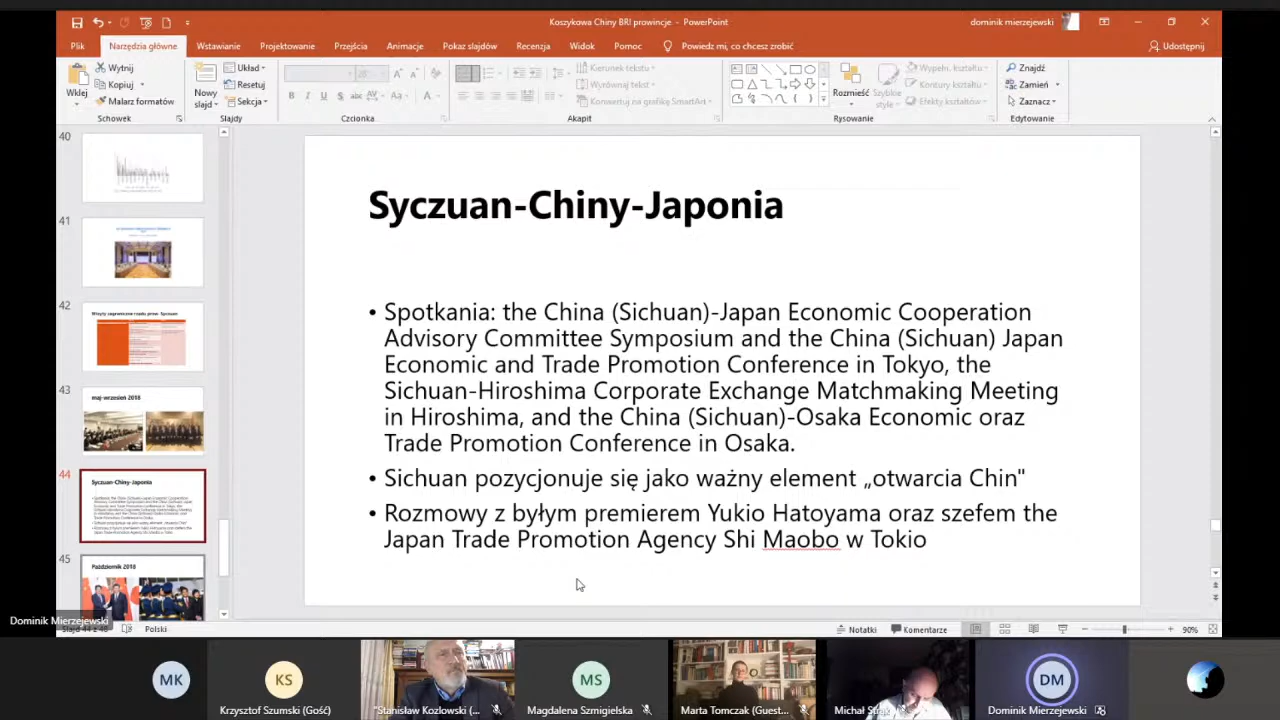 Koszykowa Chiny BRI prowincje - PowerPoint
dominik mierzejewski
Plik Narzędzia główne Wstawianie Projektowanie Przejścia Animacje Pokaz slajdów Recenzja Widok Pomoc Powiedz mi, co chcesz zrobić Udostępnij
Wklej
Wytnij
Kopiuj
Malarz formatów
Schowek
Nowy slajd
Układ
Resetuj
Sekcja
Slajdy
Czcionka
Kierunek tekstu
Wyrównaj tekst
Konwertuj na grafikę SmartArt
Akapit
Rozmieść
Szybkie style
Wypełn. kształtu
Kontury kształtu
Efekty kształtów
Rysowanie
Znajdź
Zamień
Zaznacz
Edytowanie
40
41
42
Wizyty zagraniczne rządu prow. Syczuan
43
maj-wrzesień 2018
44
Syczuan-Chiny-Japonia
45
Październik 2018
Syczuan-Chiny-Japonia
• Spotkania: the China (Sichuan)-Japan Economic Cooperation
Advisory Committee Symposium and the China (Sichuan) Japan
Economic and Trade Promotion Conference in Tokyo, the
Sichuan-Hiroshima Corporate Exchange Matchmaking Meeting
in Hiroshima, and the China (Sichuan)-Osaka Economic oraz
Trade Promotion Conference in Osaka.
• Sichuan pozycjonuje się jako ważny element „otwarcia Chin"
• Rozmowy z byłym premierem Yukio Hatoyama oraz szefem the
Japan Trade Promotion Agency Shi Maobo w Tokio
Dominik Mierzejewski
Slajd 44 z 48 Polski
Notatki Komentarze 90%
MK
KS
MS
DM
Krzysztof Szumski (Gość)
"Stanisław Kozlowski (...
Magdalena Szmigielska
Marta Tomczak (Guest...
Michał
Dominik Mierzejewski